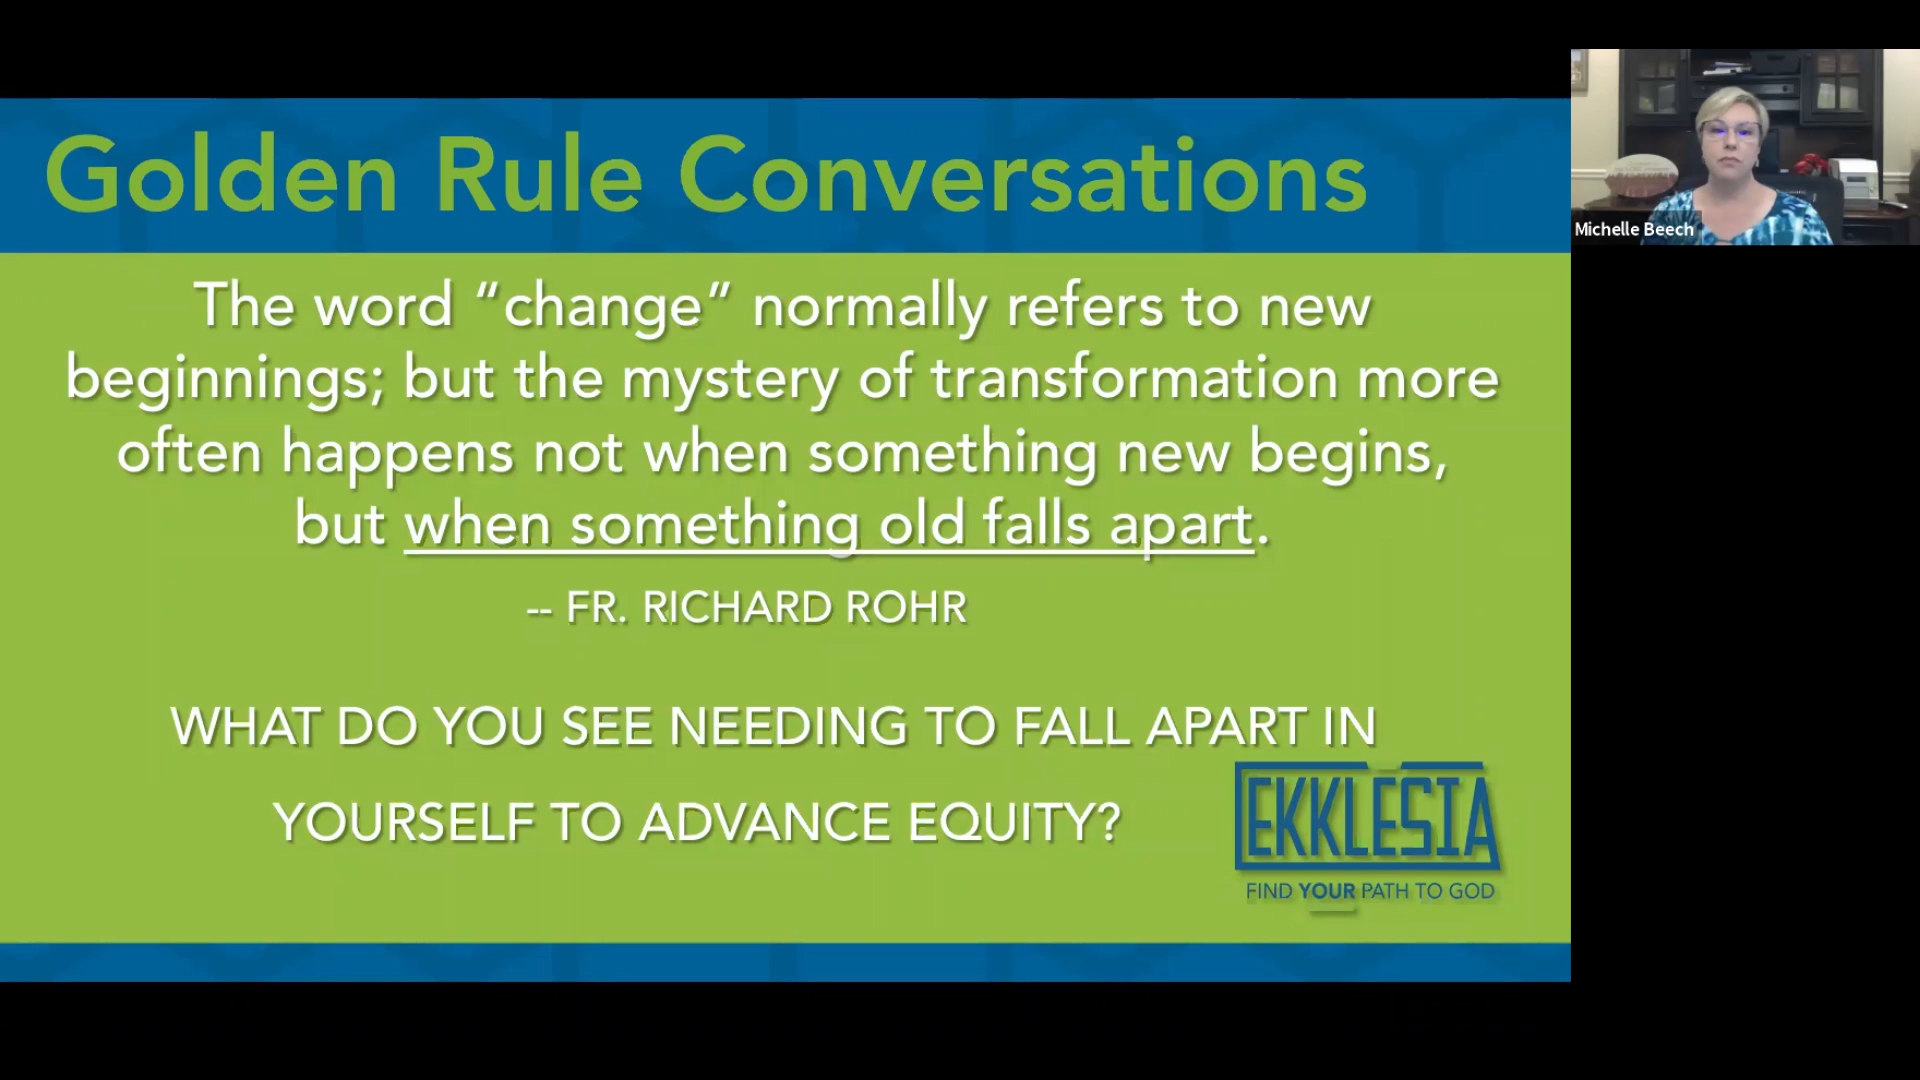 Golden Rule Conversations
The word “change” normally refers to new
beginnings; but the mystery of transformation more
often happens not when something new begins,
but when something old falls apart.
-- FR. RICHARD ROHR
WHAT DO YOU SEE NEEDING TO FALL APART IN
YOURSELF TO ADVANCE EQUITY?
EKKLESIA
FIND YOUR PATH TO GOD
Michelle Beech